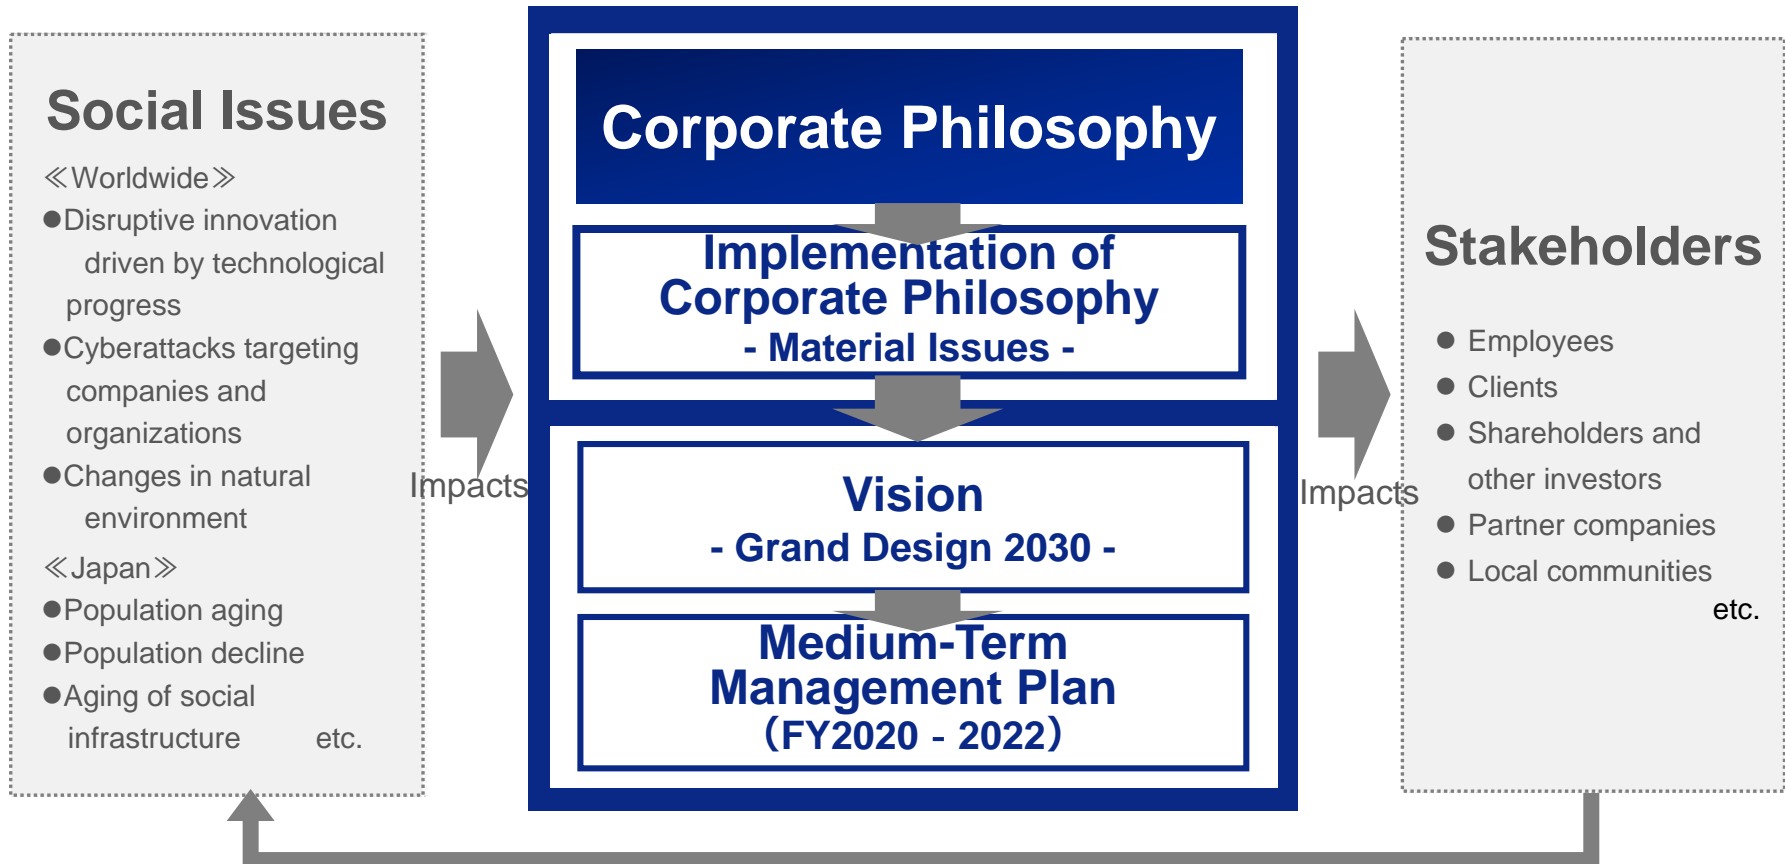 Social Issues
≪Worldwide≫
●Disruptive innovation
driven by technological
progress
●Cyberattacks targeting
companies and
organizations
●Changes in natural
environment
≪Japan≫
●Population aging
●Population decline
●Aging of social
infrastructure etc.
Impacts
Corporate Philosophy
Implementation of
Corporate Philosophy
- Material Issues -
Vision
- Grand Design 2030 -
Medium-Term
Management Plan
（FY2020 - 2022）
Impacts
Stakeholders
● Employees
● Clients
● Shareholders and
other investors
● Partner companies
● Local communities
etc.